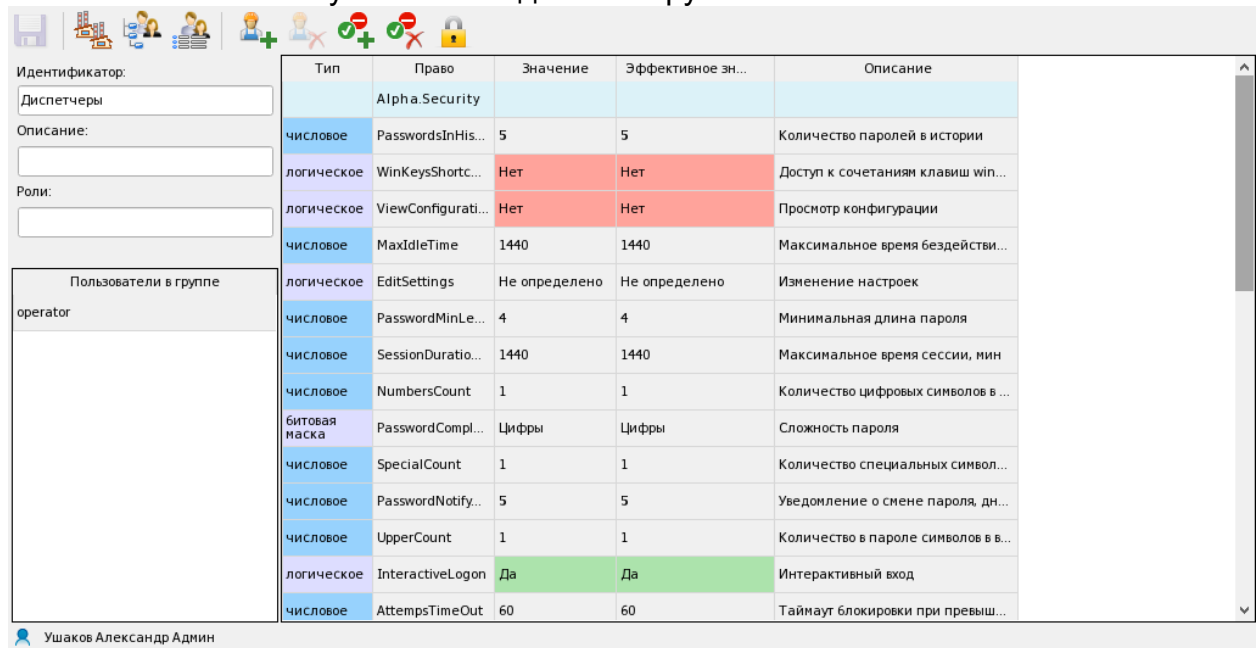 Идентификатор:
Диспетчеры
Описание:
Роли:
Пользователи в группе
operator
Тип Право Значение Эффективное зн... Описание
Alpha.Security
числовое PasswordsInHis... 5 5 Количество паролей в истории
логическое WinKeysShortc... Нет Нет Доступ к сочетаниям клавиш win...
логическое ViewConfigurati... Нет Нет Просмотр конфигурации
числовое MaxIdleTime 1440 1440 Максимальное время бездействи...
логическое EditSettings Не определено Не определено Изменение настроек
числовое PasswordMinLe... 4 4 Минимальная длина пароля
числовое SessionDuratio... 1440 1440 Максимальное время сессии, мин
числовое NumbersCount 1 1 Количество цифровых символов в ...
битовая
маска PasswordCompl... Цифры Цифры Сложность пароля
числовое SpecialCount 1 1 Количество специальных символ...
числовое PasswordNotify... 5 5 Уведомление о смене пароля, дн...
числовое UpperCount 1 1 Количество в пароле символов в в...
логическое InteractiveLogon Да Да Интерактивный вход
числовое AttempsTimeOut 60 60 Таймаут блокировки при превыш...
Ушаков Александр Админ